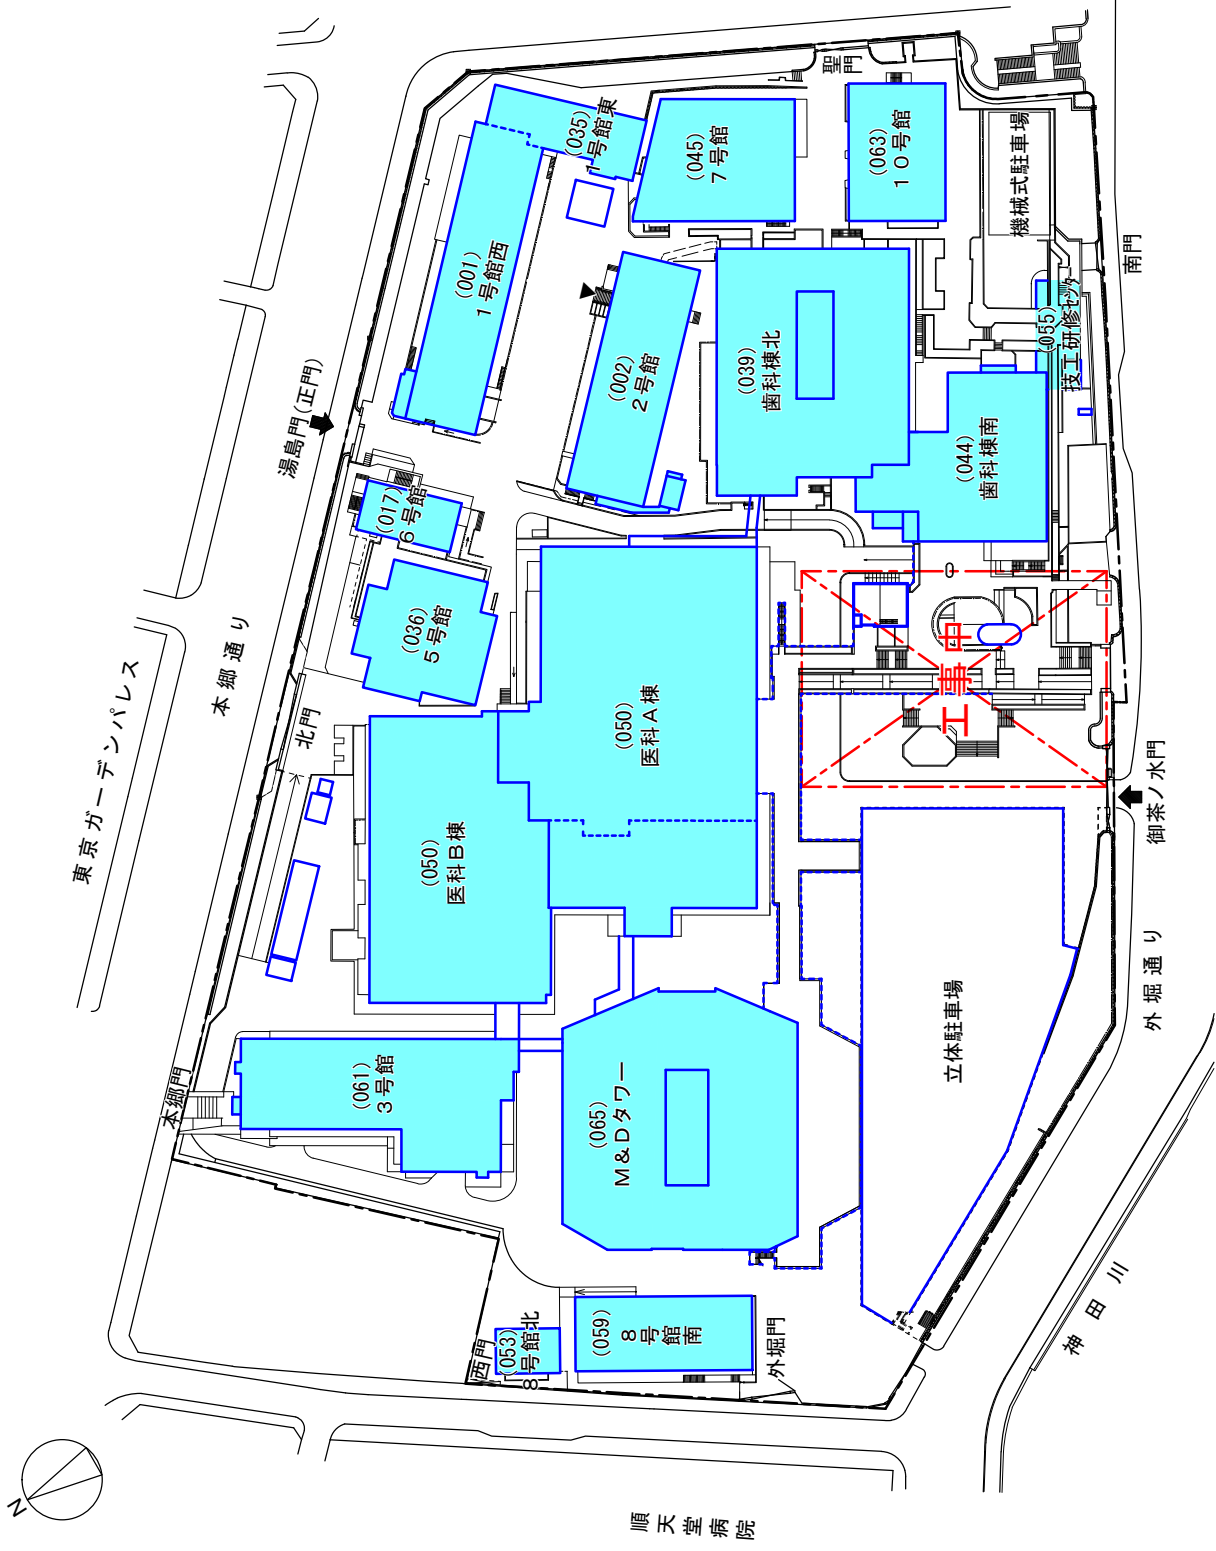 東京ガーデンパレス
本郷通り
湯島門(正門)
北門
本郷門
聖門
南門
御茶ノ水門
外堀通り
神田川
外堀門
西門
順天堂病院
(035)
1号館東
(001)
1号館西
(045)
7号館
(063)
10号館
機械式駐車場
(055)
技工研修センター
(002)
2号館
(039)
歯科棟北
(044)
歯科棟南
(017)
6号館
(036)
5号館
(050)
医科A棟
(050)
医科B棟
工事中
(061)
3号館
(065)
M&Dタワー
立体駐車場
(053)
8号館北
(059)
8号館南
N